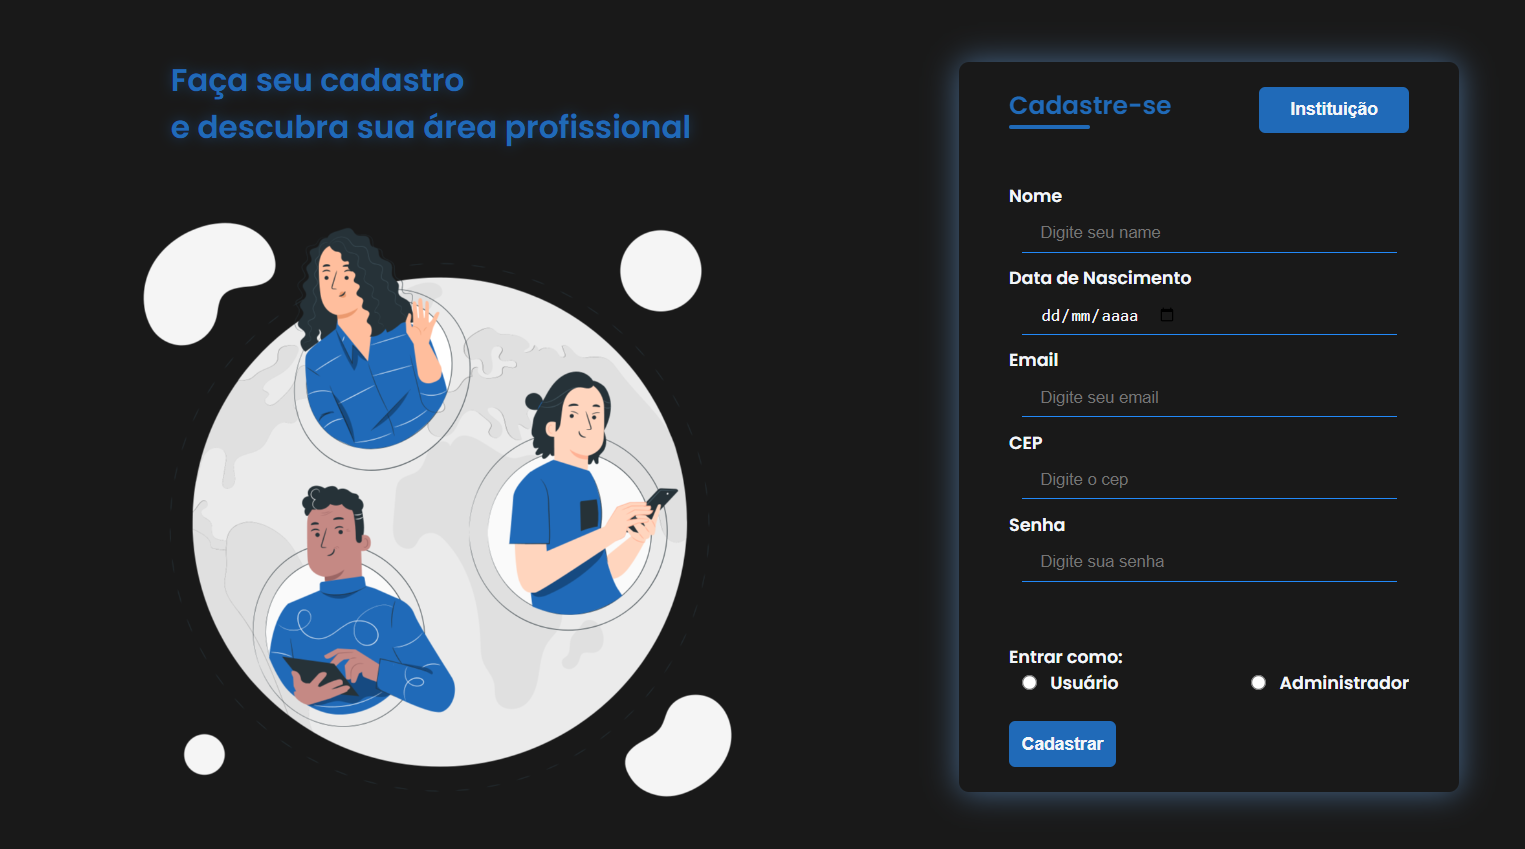 Faça seu cadastro
e descubra sua área profissional
Cadastre-se
Instituição
Nome
Digite seu name
Data de Nascimento
dd/mm/aaaa
Email
Digite seu email
CEP
Digite o cep
Senha
Digite sua senha
Entrar como:
Usuário
Administrador
Cadastrar